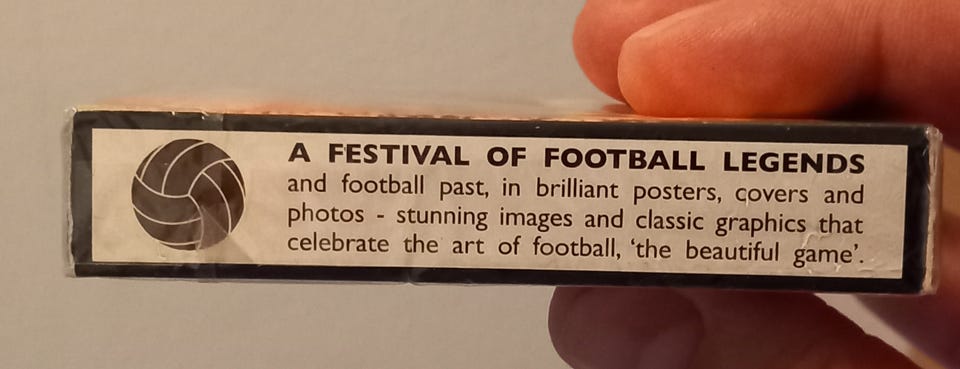 A FESTIVAL OF FOOTBALL LEGENDS
and football past, in brilliant posters, covers and
photos - stunning images and classic graphics that
celebrate the art of football, ‘the beautiful game’.